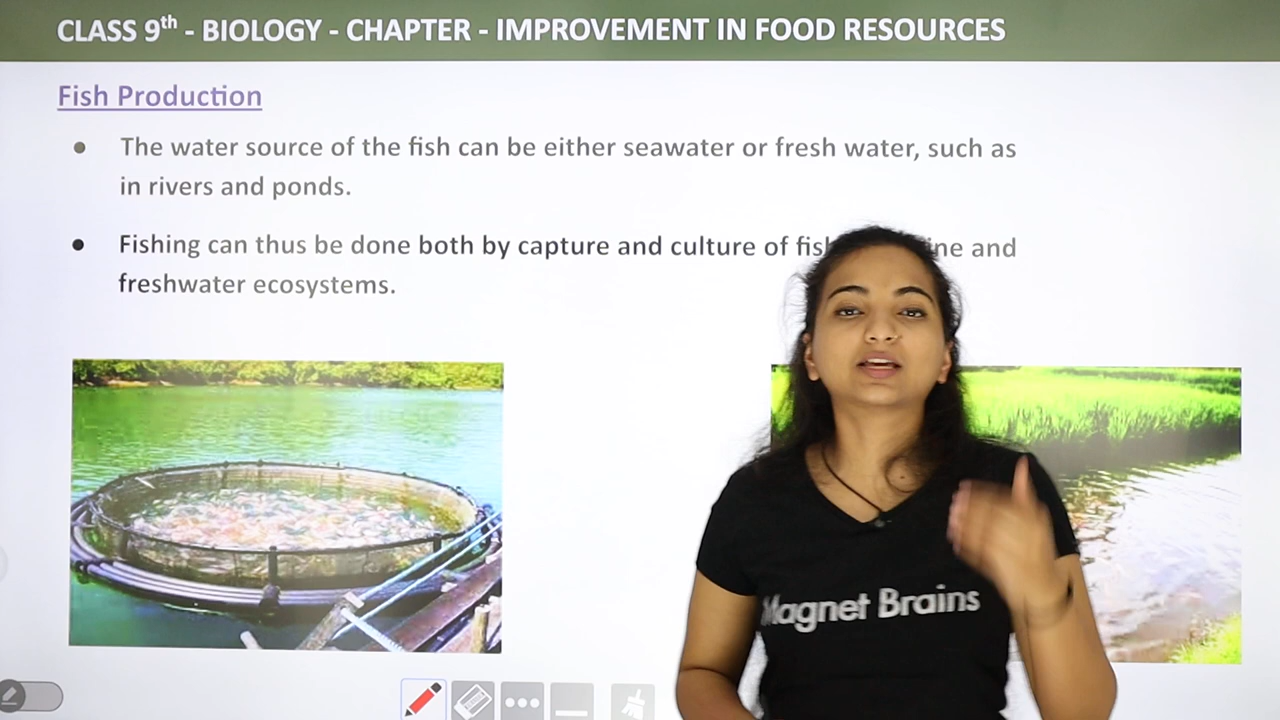 CLASS 9th - BIOLOGY - CHAPTER - IMPROVEMENT IN FOOD RESOURCES
Fish Production
● The water source of the fish can be either seawater or fresh water, such as
in rivers and ponds.
● Fishing can thus be done both by capture and culture of and
freshwater ecosystems.
Magnet Brains